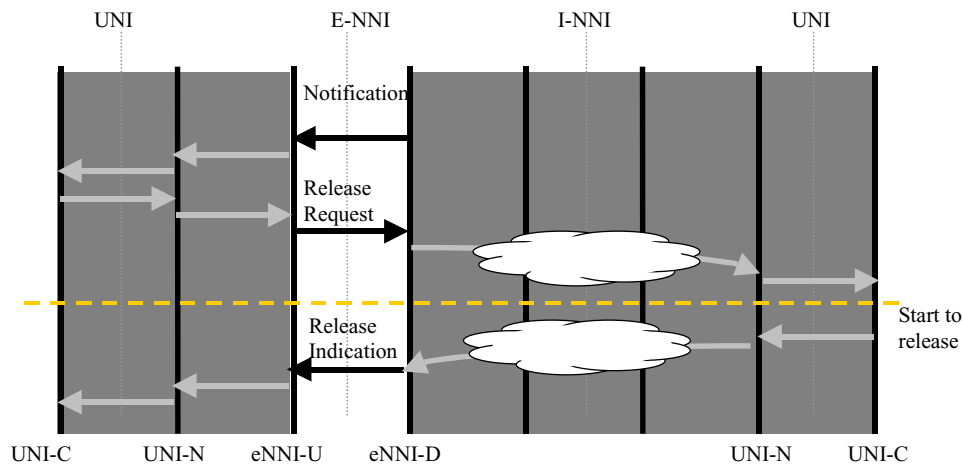 UNI E-NNI I-NNI UNI
Notification
Release
Request
Start to
release
Release
Indication
UNI-C UNI-N eNNI-U eNNI-D UNI-N UNI-C